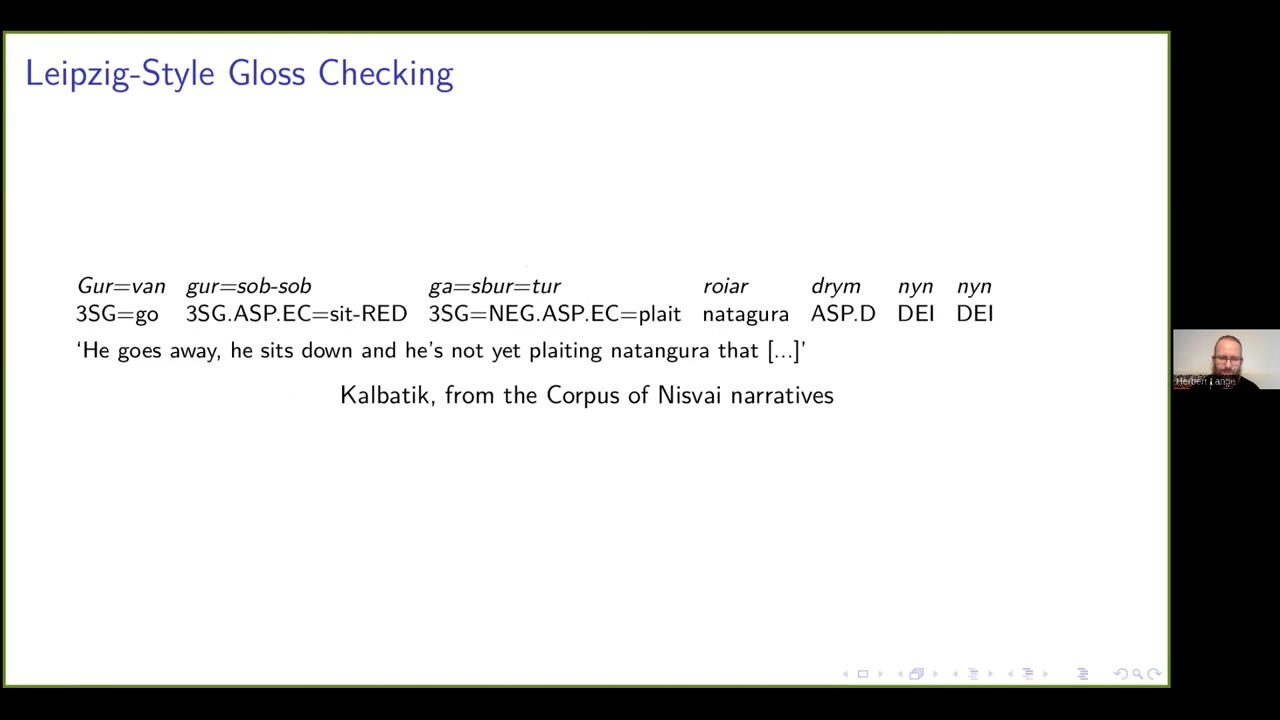 Leipzig-Style Gloss Checking
Gur=van gur=sob-sob ga=sbur=tur roiar drym nyn nyn
3SG=go 3SG.ASP.EC=sit-RED 3SG=NEG.ASP.EC=plait natagura ASP.D DEI DEI
‘He goes away, he sits down and he's not yet plaiting natangura that [...]’
Kalbatik, from the Corpus of Nisvai narratives
Herbert Lange